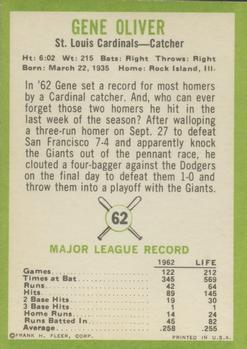 GENE OLIVER
St. Louis Cardinals—Catcher
Ht: 6:02 Wt: 215 Bats: Right Throws: Right
Born: March 22, 1935 Home: Rock Island, Ill.
In '62 Gene set a record for most homers
by a Cardinal catcher. And, who can ever
forget those two homers he hit in the
last week of the season? After walloping
a three-run homer on Sept. 27 to defeat
San Francisco 7-4 and apparently knock
the Giants out of the pennant race, he
clouted a four-bagger against the Dodgers
on the final day to defeat them 1-0 and
throw them into a playoff with the Giants.
62
MAJOR LEAGUE RECORD
1962 LIFE
Games 122 212
Times at Bat 345 569
Runs 42 64
Hits 89 145
2 Base Hits 19 30
3 Base Hits 1 3
Home Runs 14 24
Runs Batted In 45 82
Average .258 .255
©FRANK H. FLEER, CORP. PRINTED IN U.S.A.